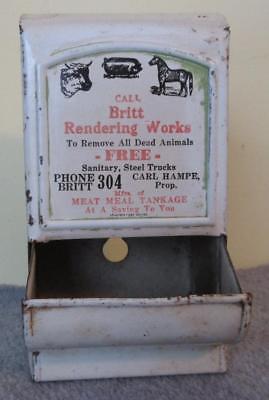 CALL
Britt
Rendering Works
To Remove All Dead Animals
- FREE -
Sanitary, Steel Trucks
PHONE BRITT 304 CARL HAMPE, Prop.
Mfrs. of
MEAT MEAL TANKAGE
At A Saving To You